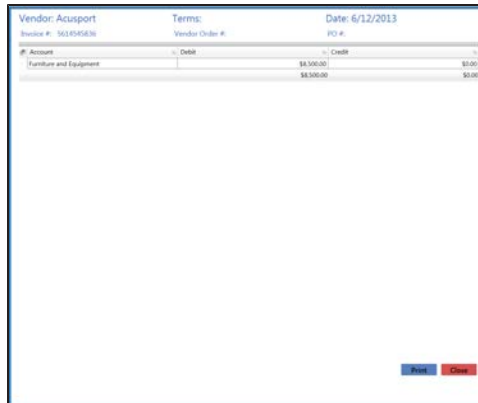 Vendor: Acusport Terms: Date: 6/12/2013
Invoice #: 5614545636 Vendor Order #: PO #:
Account Debit Credit
Furniture and Equipment $8,500.00 $0.00
$8,500.00 $0.00
Print Close